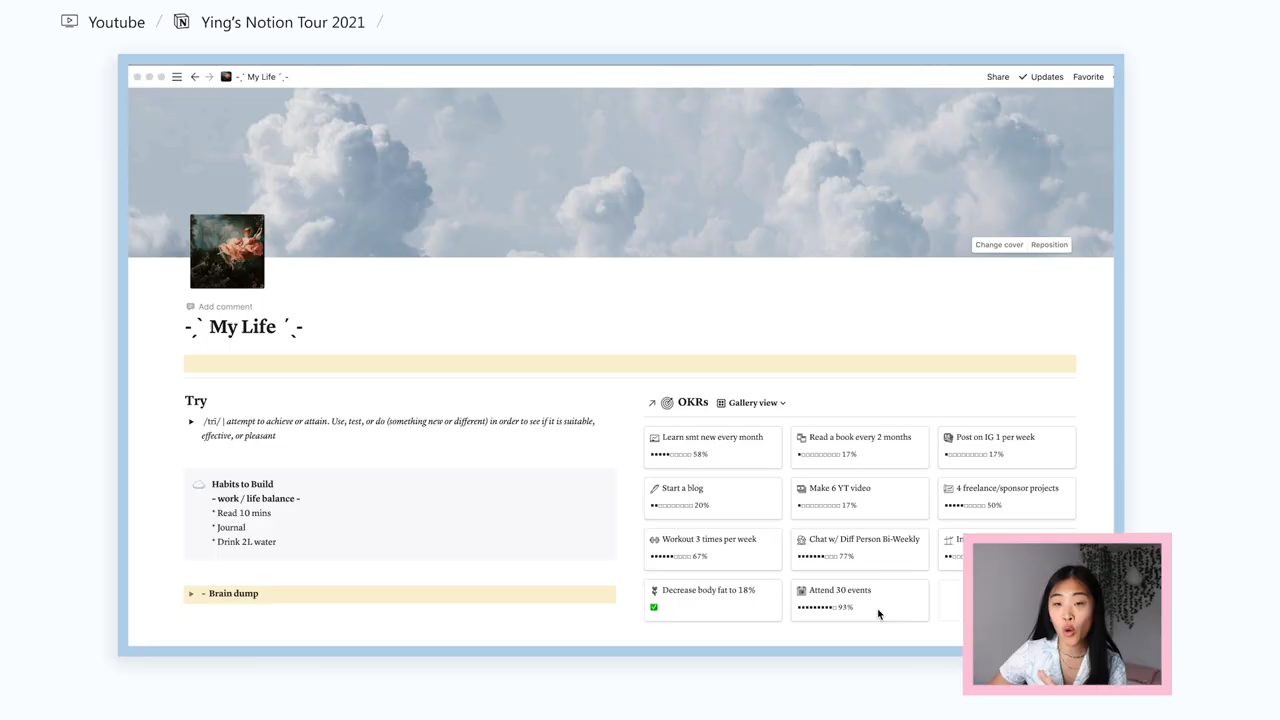 Youtube / Ying's Notion Tour 2021 /
-ˏˋ My Life ˊˎ-
Share ✓ Updates Favorite
Change cover Reposition
Add comment
-ˏˋ My Life ˊˎ-
Try
/trī/ | attempt to achieve or attain. Use, test, or do (something new or different) in order to see if it is suitable,
effective, or pleasant
Habits to Build
~ work / life balance ~
* Read 10 mins
* Journal
* Drink 2L water
~ Brain dump
OKRs Gallery view
Learn smt new every month
58%
Read a book every 2 months
17%
Post on IG 1 per week
17%
Start a blog
20%
Make 6 YT video
17%
4 freelance/sponsor projects
50%
Workout 3 times per week
67%
Chat w/ Diff Person Bi-Weekly
77%
Decrease body fat to 18%
Attend 30 events
93%